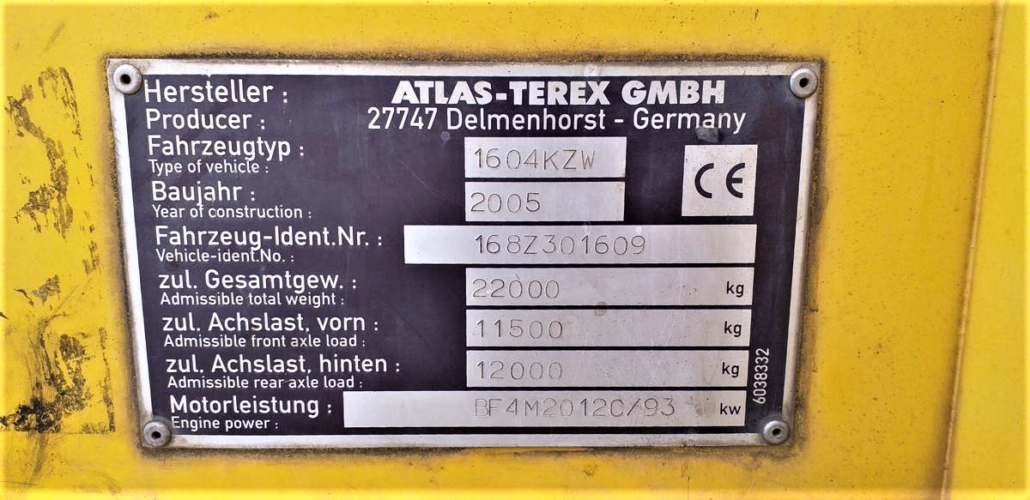 Hersteller : ATLAS-TEREX GMBH
Producer : 27747 Delmenhorst - Germany
Fahrzeugtyp : 1604KZW
Type of vehicle :
CE
Baujahr : 2005
Year of construction :
Fahrzeug-Ident.Nr. : 168Z301609
Vehicle-ident.No. :
zul. Gesamtgew. : 22000 kg
Admissible total weight :
zul. Achslast, vorn : 11500 kg
Admissible front axle load :
zul. Achslast, hinten : 12000 kg
Admissible rear axle load :
Motorleistung : BF4M2012C/93 kw
Engine power :
6038332